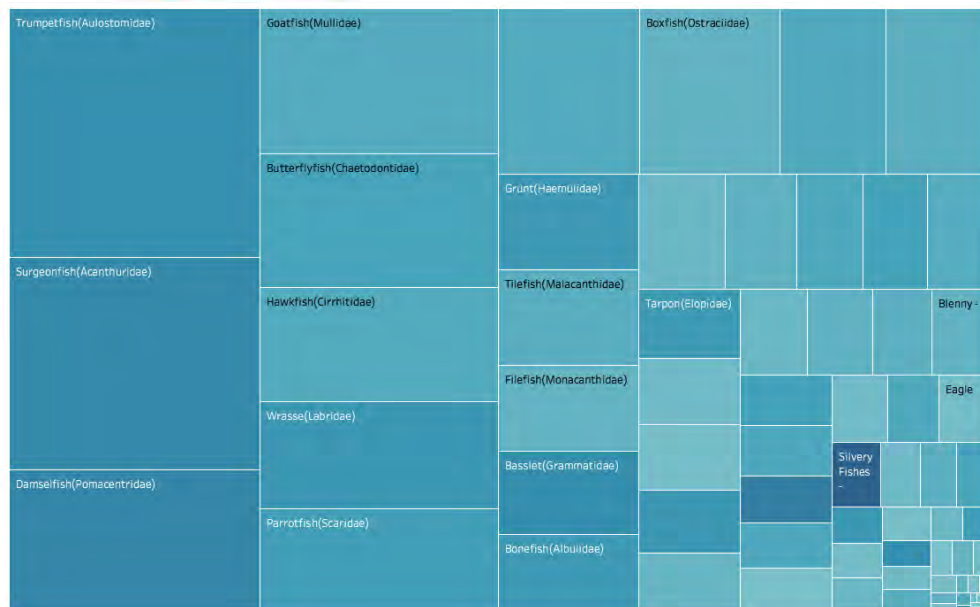 Trumpetfish(Aulostomidae)
Surgeonfish(Acanthuridae)
Damselfish(Pomacentridae)
Goatfish(Mullidae)
Butterflyfish(Chaetodontidae)
Hawkfish(Cirrhitidae)
Wrasse(Labridae)
Parrotfish(Scaridae)
Grunt(Haemulidae)
Tilefish(Malacanthidae)
Filefish(Monacanthidae)
Basslet(Grammatidae)
Bonefish(Albulidae)
Boxfish(Ostraciidae)
Tarpon(Elopidae)
Blenny -
Eagle
Silvery
Fishes
–